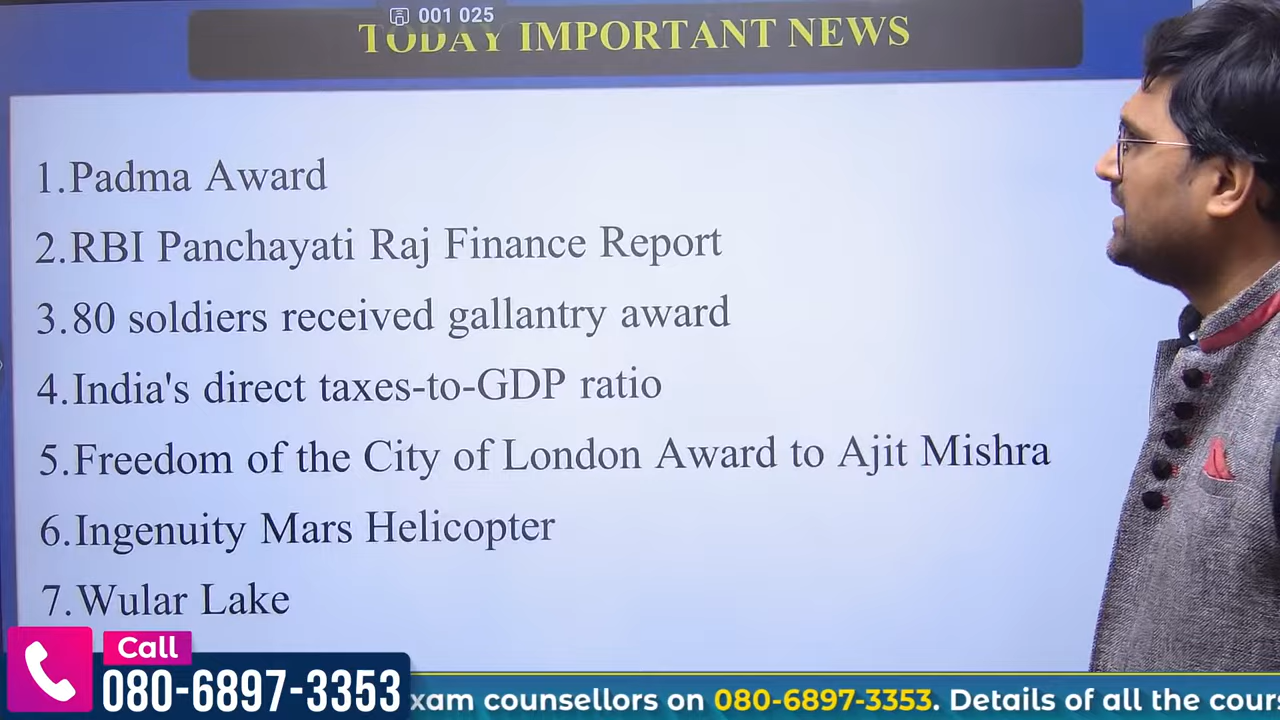 001 025
TODAY IMPORTANT NEWS
1.Padma Award
2.RBI Panchayati Raj Finance Report
3.80 soldiers received gallantry award
4.India's direct taxes-to-GDP ratio
5.Freedom of the City of London Award to Ajit Mishra
6.Ingenuity Mars Helicopter
7.Wular Lake
Call
080-6897-3353
xam counsellors on 080-6897-3353. Details of all the cour